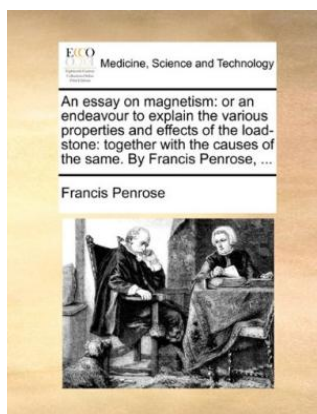 ECCO
Medicine, Science and Technology
An essay on magnetism: or an
endeavour to explain the various
properties and effects of the load-
stone: together with the causes of
the same. By Francis Penrose, ...
Francis Penrose